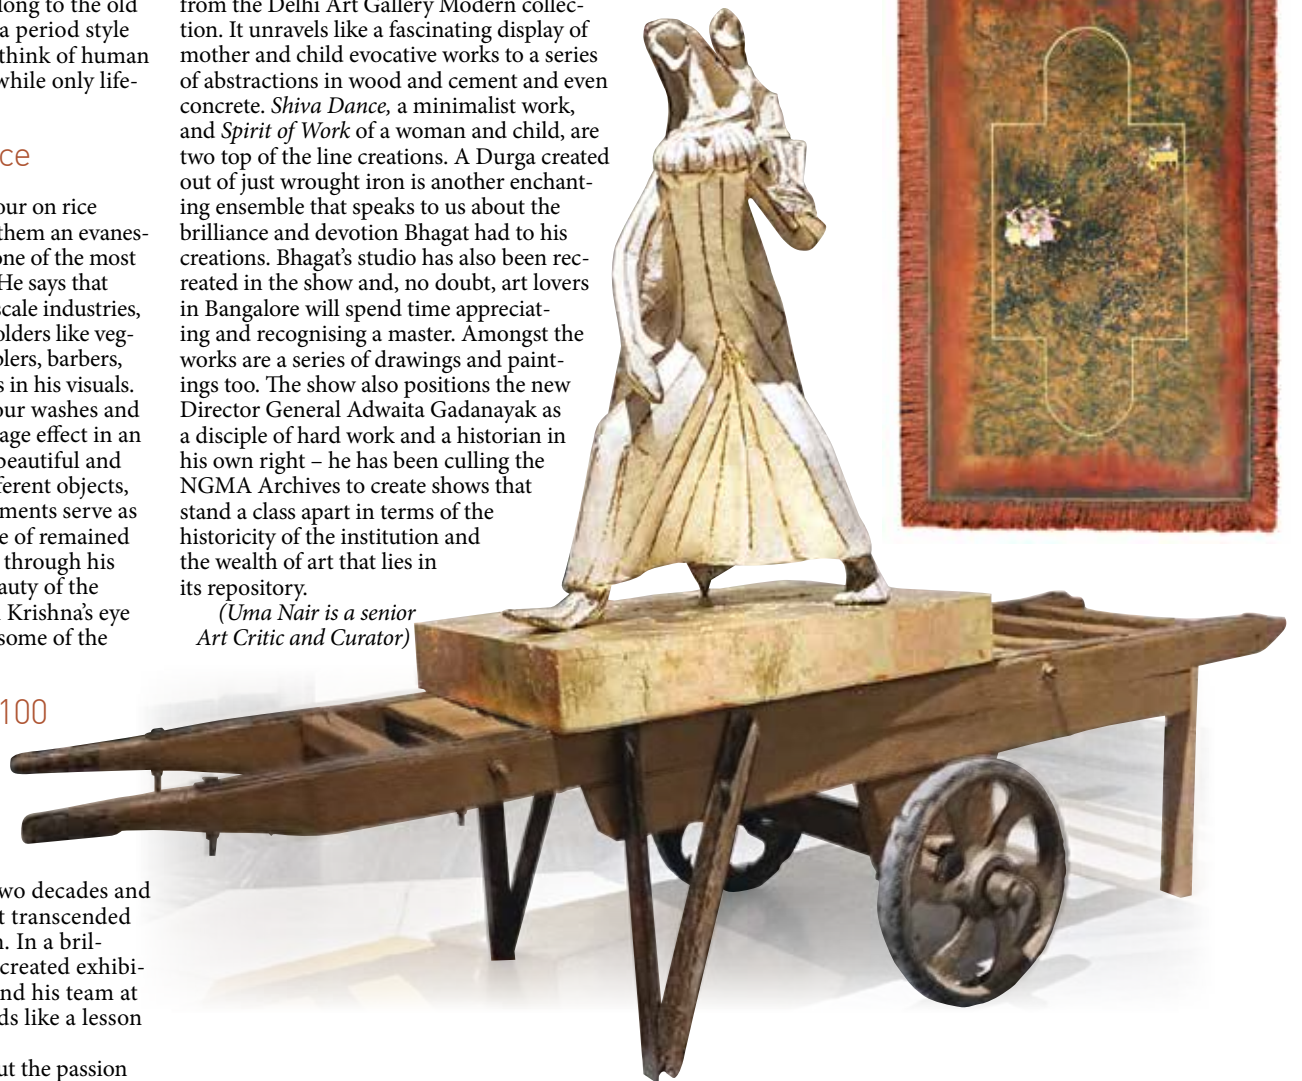 long to the old
a period style
think of human
while only life-
ce
our on rice
them an evanes-
one of the most
He says that
scale industries,
olders like veg-
blers, barbers,
s in his visuals.
our washes and
age effect in an
beautiful and
ferent objects,
ments serve as
e of remained
through his
auty of the
Krishna’s eye
some of the
100
wo decades and
t transcended
n. In a bril-
created exhibi-
nd his team at
ds like a lesson
ut the passion
from the Delhi Art Gallery Modern collec-
tion. It unravels like a fascinating display of
mother and child evocative works to a series
of abstractions in wood and cement and even
concrete. Shiva Dance, a minimalist work,
and Spirit of Work of a woman and child, are
two top of the line creations. A Durga created
out of just wrought iron is another enchant-
ing ensemble that speaks to us about the
brilliance and devotion Bhagat had to his
creations. Bhagat’s studio has also been rec-
reated in the show and, no doubt, art lovers
in Bangalore will spend time appreciat-
ing and recognising a master. Amongst the
works are a series of drawings and paint-
ings too. The show also positions the new
Director General Adwaita Gadanayak as
a disciple of hard work and a historian in
his own right – he has been culling the
NGMA Archives to create shows that
stand a class apart in terms of the
historicity of the institution and
the wealth of art that lies in
its repository.
(Uma Nair is a senior
Art Critic and Curator)